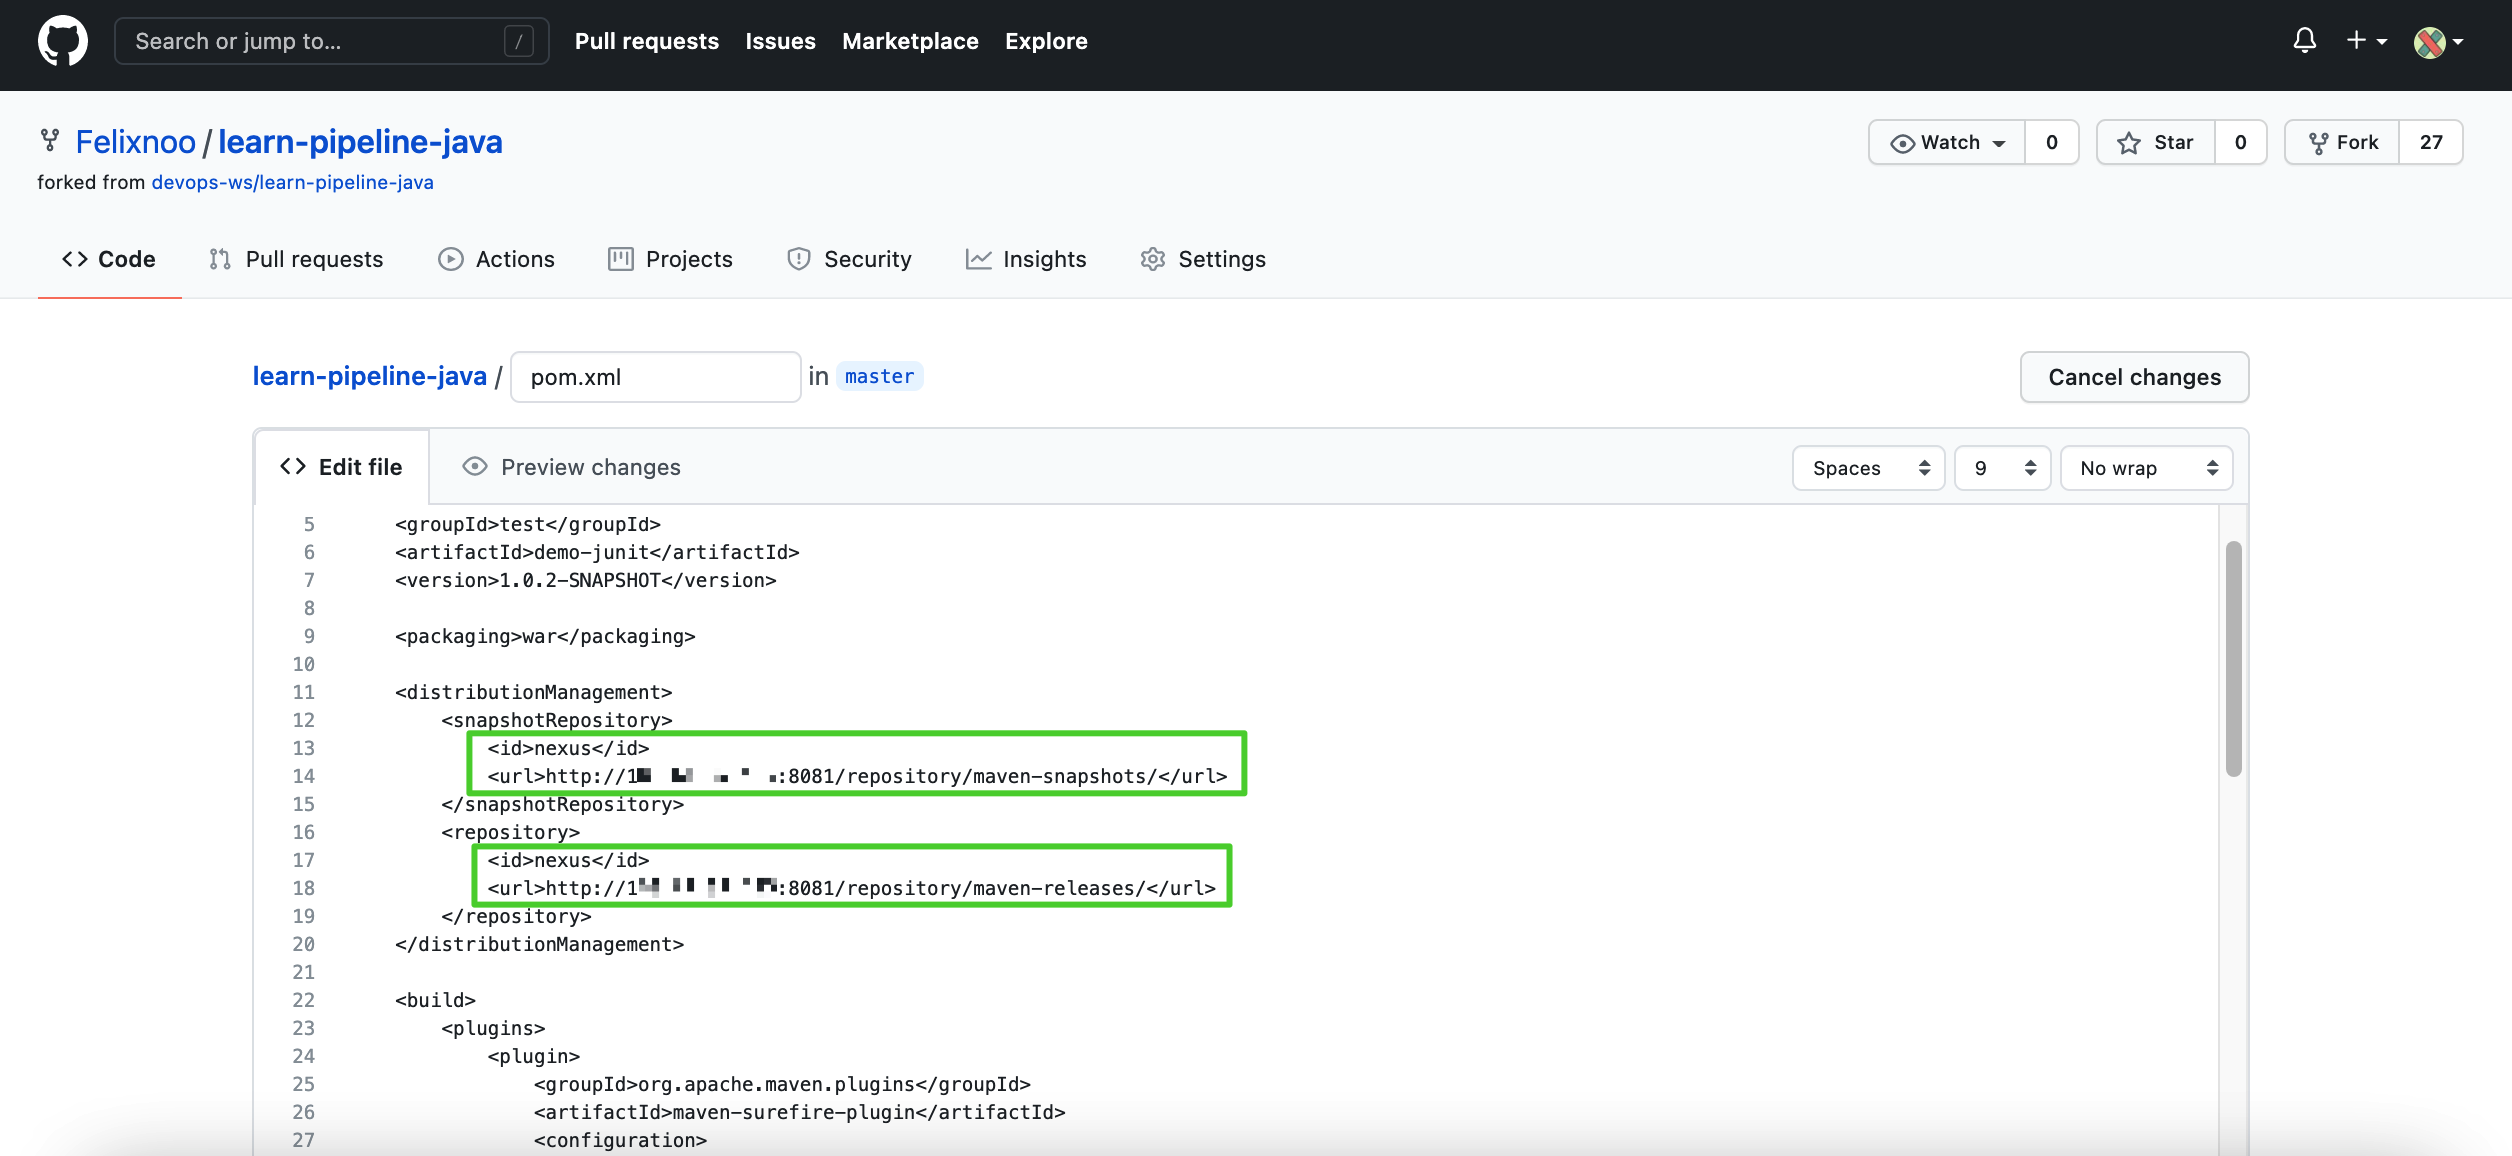 Search or jump to... /
Pull requests Issues Marketplace Explore
Felixnoo / learn-pipeline-java
forked from devops-ws/learn-pipeline-java
Watch 0 Star 0 Fork 27
Code Pull requests Actions Projects Security Insights Settings
learn-pipeline-java / pom.xml in master
Cancel changes
Edit file Preview changes Spaces 9 No wrap
5 <groupId>test</groupId>
6 <artifactId>demo-junit</artifactId>
7 <version>1.0.2-SNAPSHOT</version>
8
9 <packaging>war</packaging>
10
11 <distributionManagement>
12 <snapshotRepository>
13 <id>nexus</id>
14 <url>http://1 :8081/repository/maven-snapshots/</url>
15 </snapshotRepository>
16 <repository>
17 <id>nexus</id>
18 <url>http://1 :8081/repository/maven-releases/</url>
19 </repository>
20 </distributionManagement>
21
22 <build>
23 <plugins>
24 <plugin>
25 <groupId>org.apache.maven.plugins</groupId>
26 <artifactId>maven-surefire-plugin</artifactId>
27 <configuration>